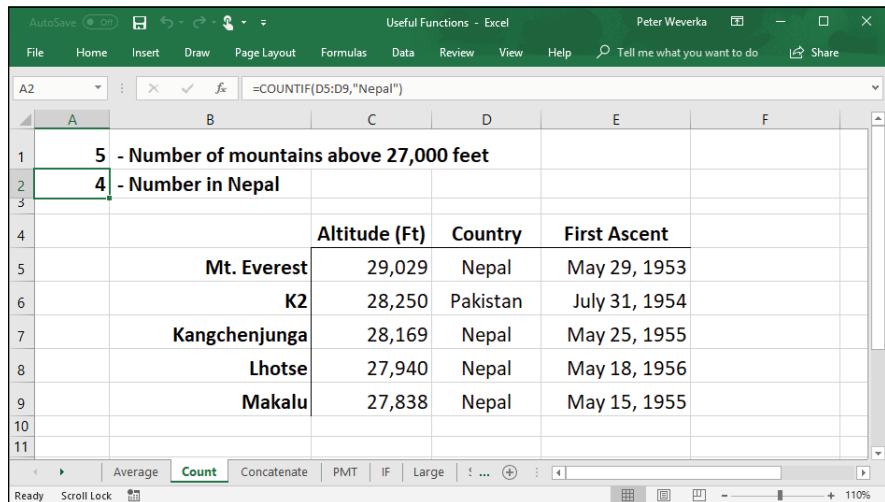 AutoSave Off Useful Functions - Excel Peter Weverka
File Home Insert Draw Page Layout Formulas Data Review View Help Tell me what you want to do Share
A2 fx =COUNTIF(D5:D9,"Nepal")
A B C D E F
1 5 - Number of mountains above 27,000 feet
2 4 - Number in Nepal
3
4 Altitude (Ft) Country First Ascent
5 Mt. Everest 29,029 Nepal May 29, 1953
6 K2 28,250 Pakistan July 31, 1954
7 Kangchenjunga 28,169 Nepal May 25, 1955
8 Lhotse 27,940 Nepal May 18, 1956
9 Makalu 27,838 Nepal May 15, 1955
10
11
Average Count Concatenate PMT IF Large ...
Ready Scroll Lock 110%